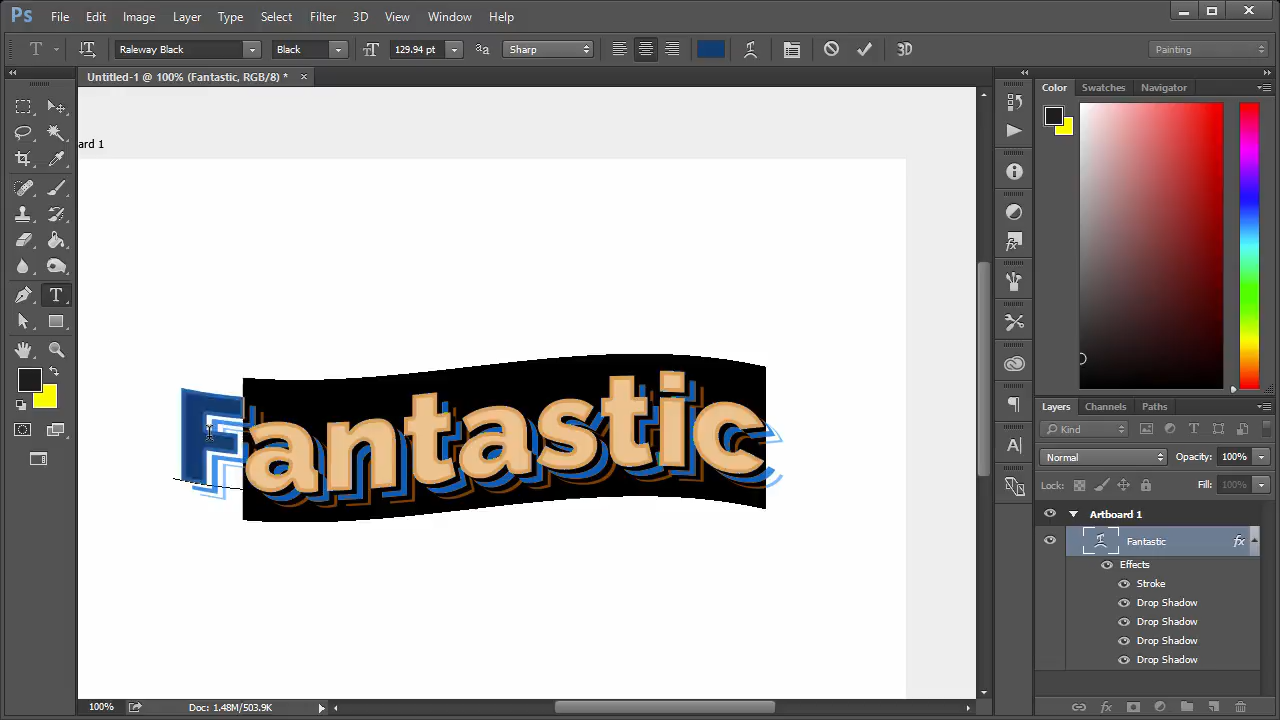 Ps File Edit Image Layer Type Select Filter 3D View Window Help
T Raleway Black Black 129.94 pt aa Sharp 3D Painting
Untitled-1 @ 100% (Fantastic, RGB/8) *
Color Swatches Navigator
ard 1
Fantastic
Layers Channels Paths
Kind
Normal Opacity: 100%
Lock: Fill: 100%
Artboard 1
Fantastic fx
Effects
Stroke
Drop Shadow
Drop Shadow
Drop Shadow
Drop Shadow
100% Doc: 1.48M/503.9K